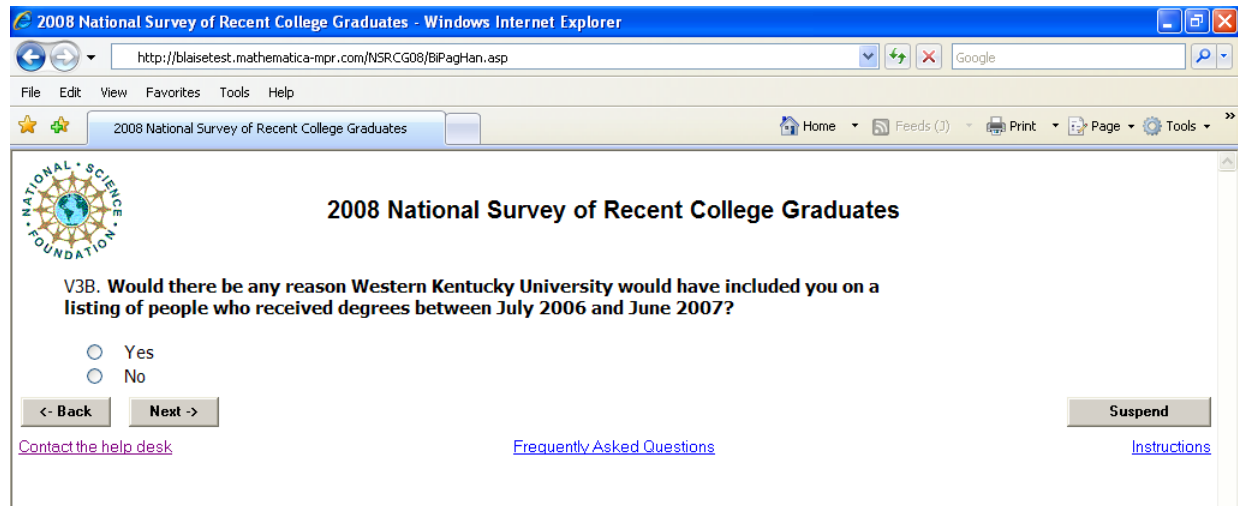 2008 National Survey of Recent College Graduates - Windows Internet Explorer
http://blaisetest.mathematica-mpr.com/NSRCG08/BiPagHan.asp
Google
File Edit View Favorites Tools Help
2008 National Survey of Recent College Graduates
Home Feeds (J) Print Page Tools »
NATIONAL SCIENCE FOUNDATION
2008 National Survey of Recent College Graduates
V3B. Would there be any reason Western Kentucky University would have included you on a
listing of people who received degrees between July 2006 and June 2007?
Yes
No
<- Back Next -> Suspend
Contact the help desk Frequently Asked Questions Instructions